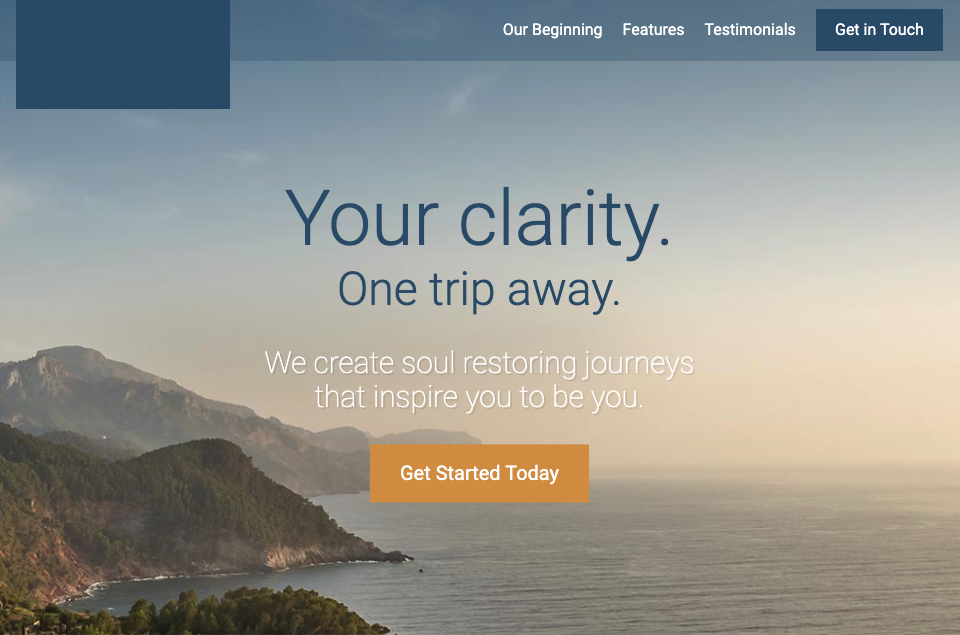 Our Beginning Features Testimonials Get in Touch
Your clarity.
One trip away.
We create soul restoring journeys
that inspire you to be you.
Get Started Today